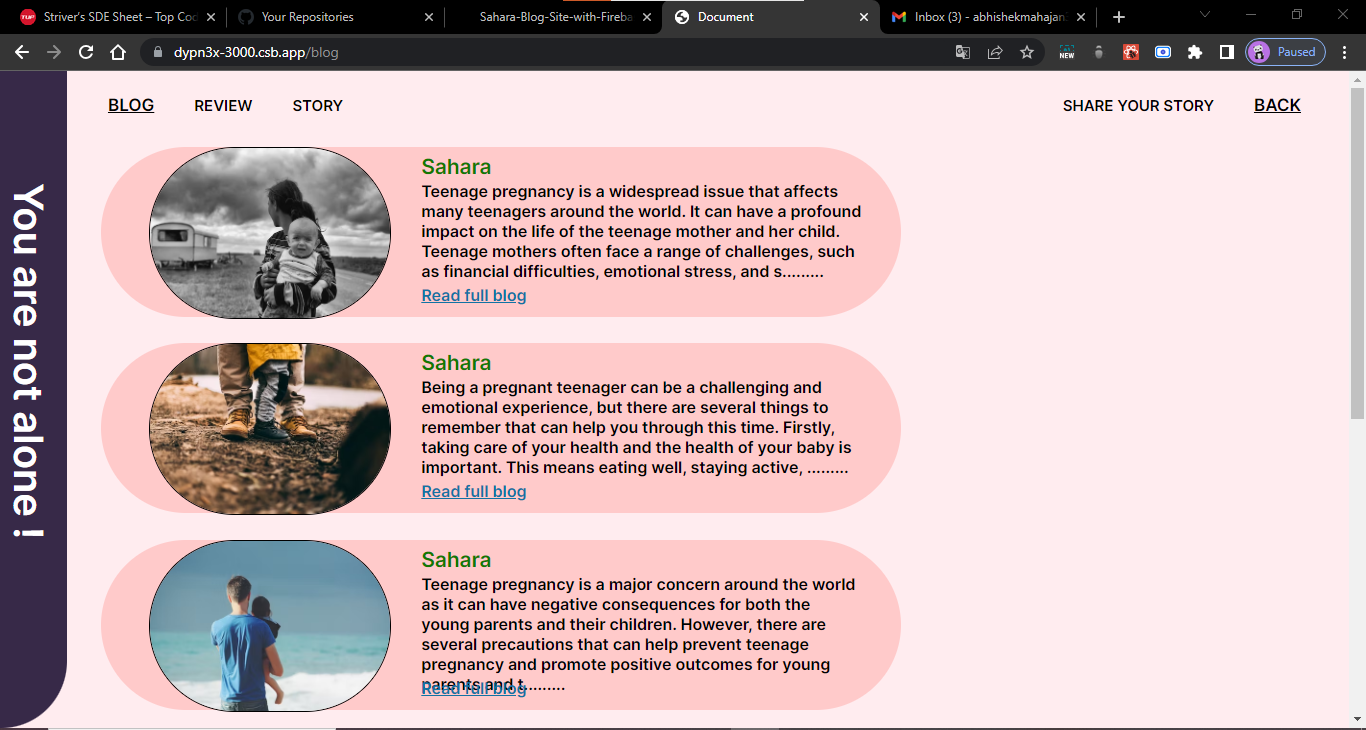 Striver's SDE Sheet – Top Coc
Your Repositories
Sahara-Blog-Site-with-Fireba
Document
Inbox (3) - abhishekmahajan
dypn3x-3000.csb.app/blog
NEW
Paused
BLOG
REVIEW
STORY
SHARE YOUR STORY
BACK
You are not alone !
Sahara
Teenage pregnancy is a widespread issue that affects
many teenagers around the world. It can have a profound
impact on the life of the teenage mother and her child.
Teenage mothers often face a range of challenges, such
as financial difficulties, emotional stress, and s.........
Read full blog
Sahara
Being a pregnant teenager can be a challenging and
emotional experience, but there are several things to
remember that can help you through this time. Firstly,
taking care of your health and the health of your baby is
important. This means eating well, staying active, .........
Read full blog
Sahara
Teenage pregnancy is a major concern around the world
as it can have negative consequences for both the
young parents and their children. However, there are
several precautions that can help prevent teenage
pregnancy and promote positive outcomes for young
parents and t.........
Read full blog